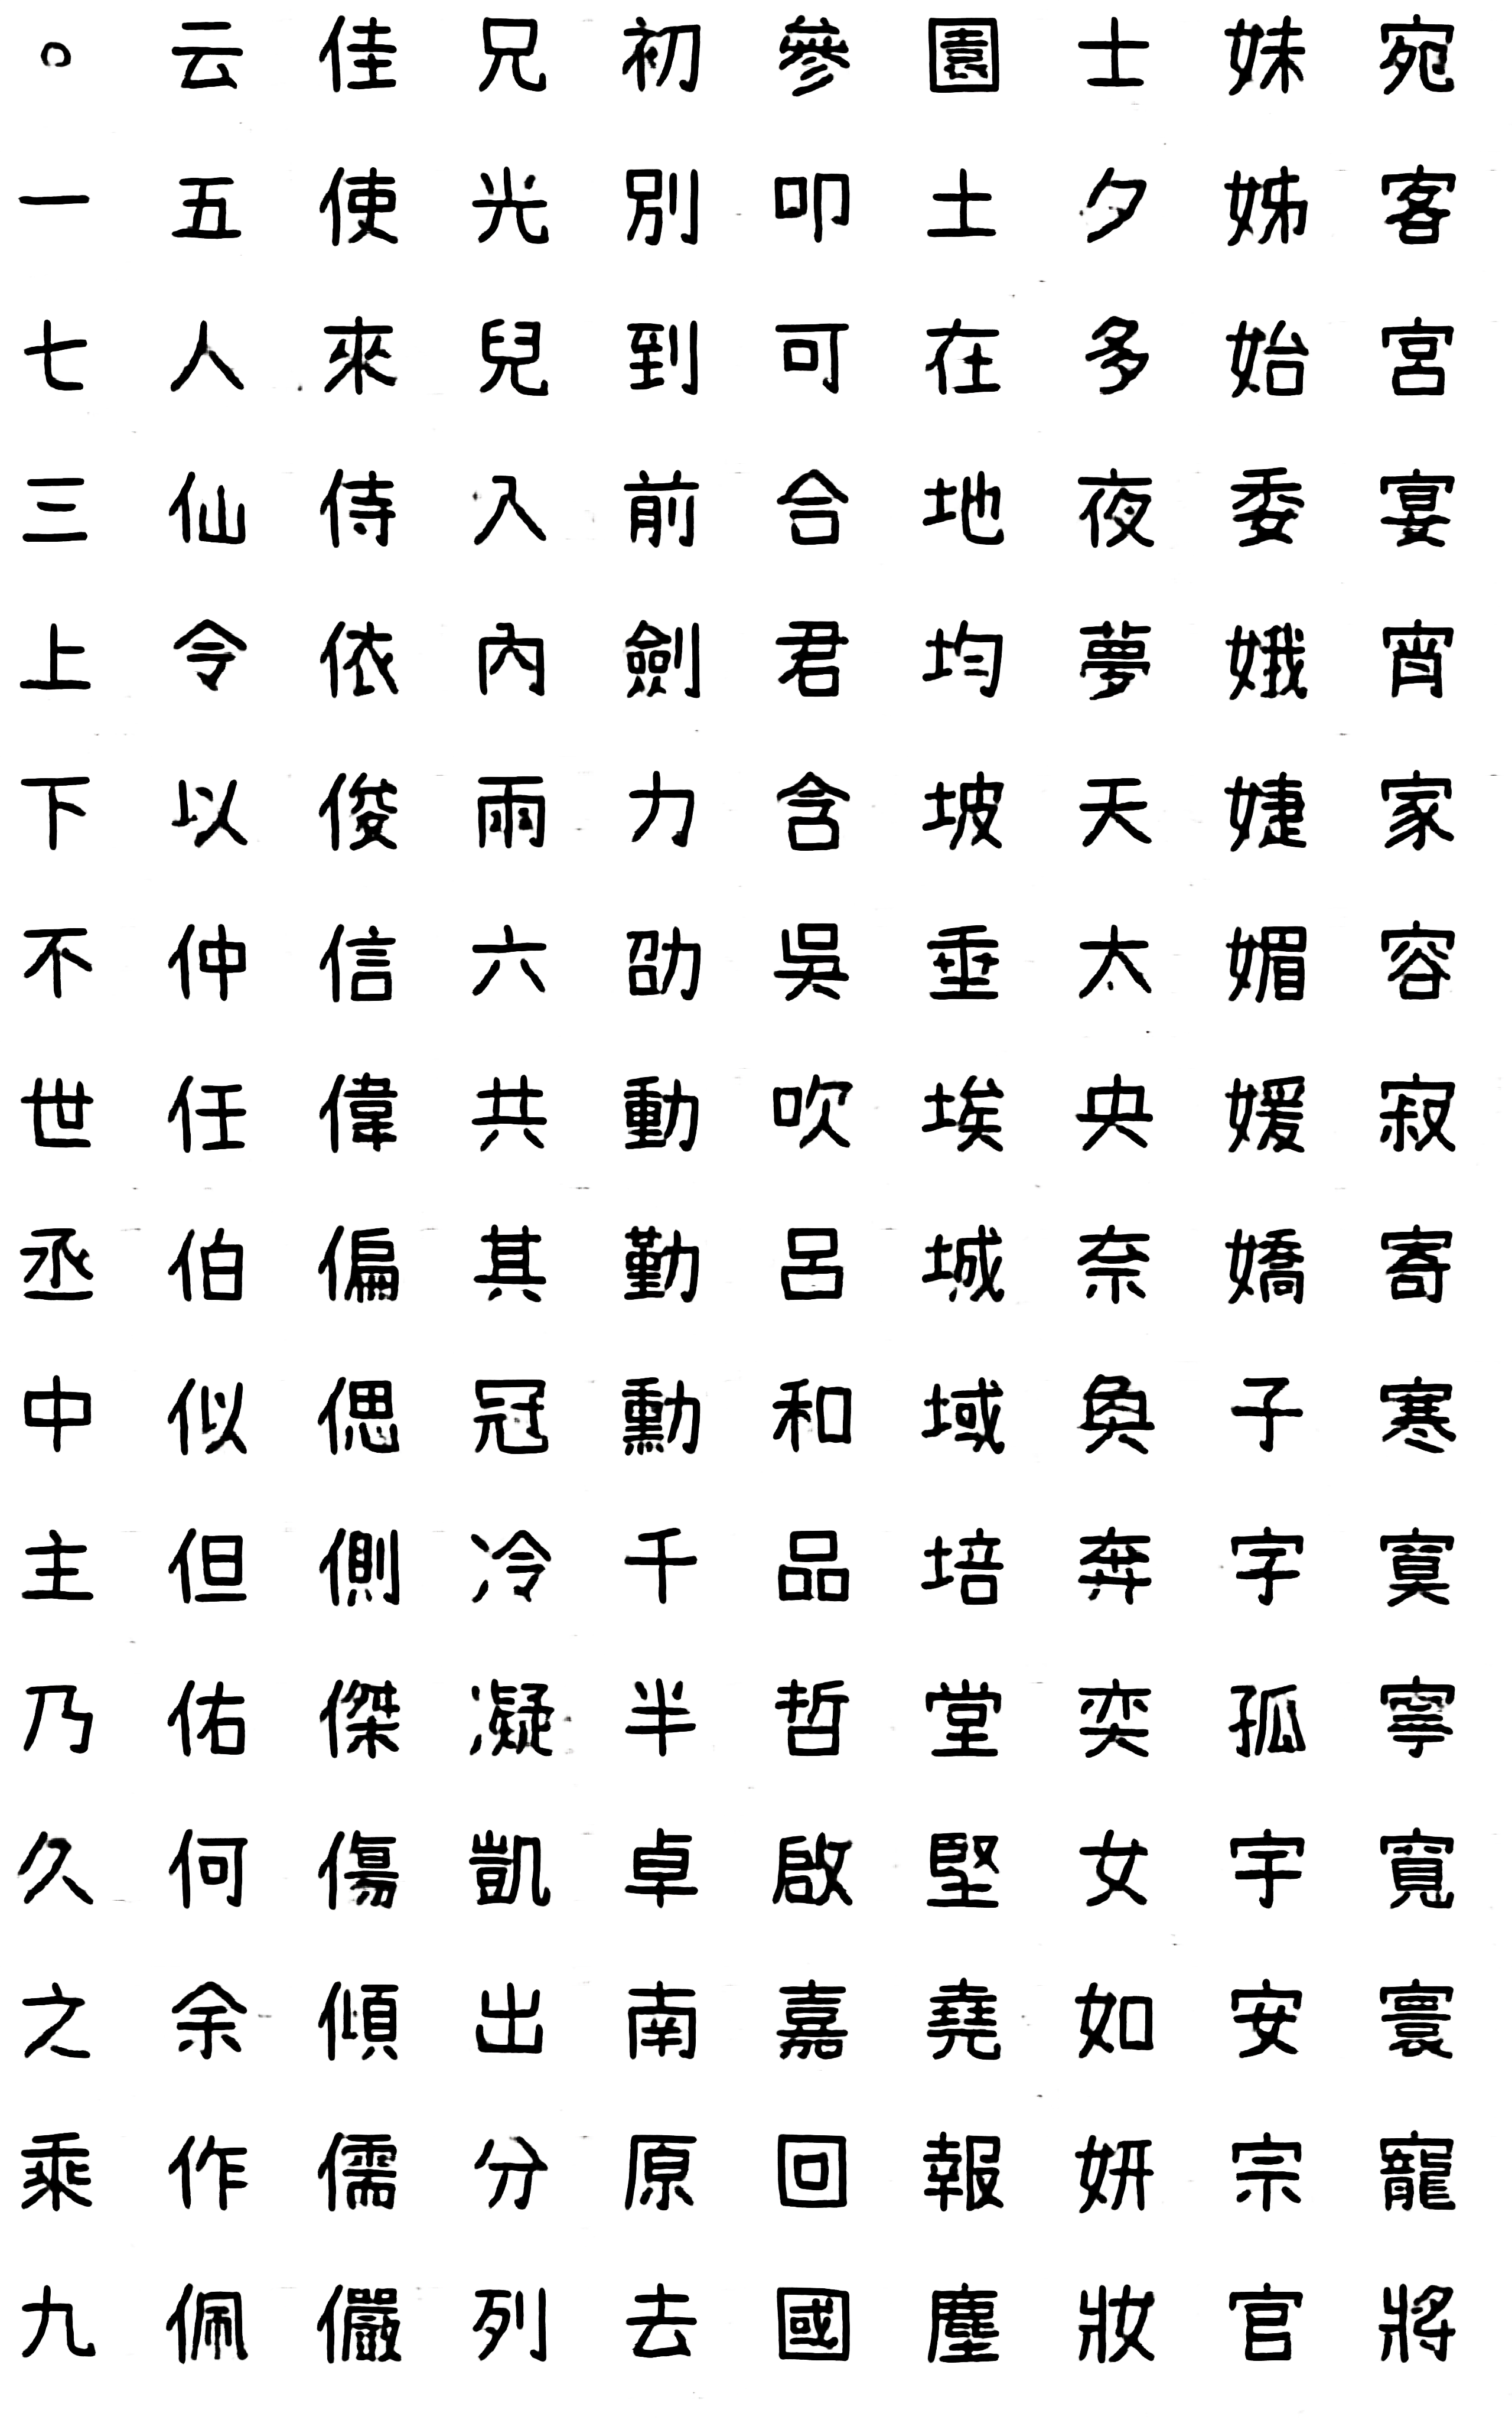 。一七三上下不世丞中主乃久之乘九
云五人仙令以仲任伯似但佑何余作佩
佳使來侍依俊信偉偏偲側傑傷傾儒儼
兄光兒入內兩六共其冠冷凝凱出分列
初別到前劍力劭動勤勳千半卓南原去
參叩可合君含吳吹呂和品哲啟嘉回國
園土在地均坡垂埃城域培堂堅堯報塵
士夕多夜夢天太央奈奐奔奕女如妍妝
妹姊始委娥婕媚媛嬌子字孤宇安宗官
宛客宮宴宵家容寂寄寒寞寧寬寰寵將